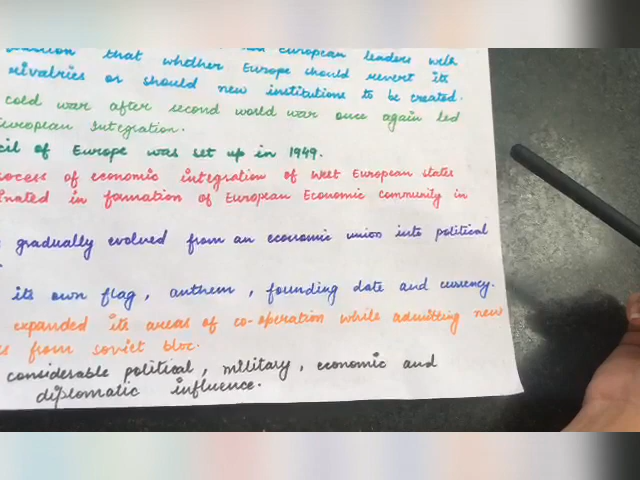 that whether European leaders with
rivalries or should Europe should revert its
new institutions to be created.
cold war after second world war once again led
European Integration.
cil of Europe was set up in 1949.
rocess of economic integration of West European states
nated in formation of European Economic community in
gradually evolved from an economic union into political
its own flag, anthem, founding date and currency.
expanded its areas of co-operation while admitting new
s from soviet bloc.
considerable political, military, economic and
diplomatic influence.